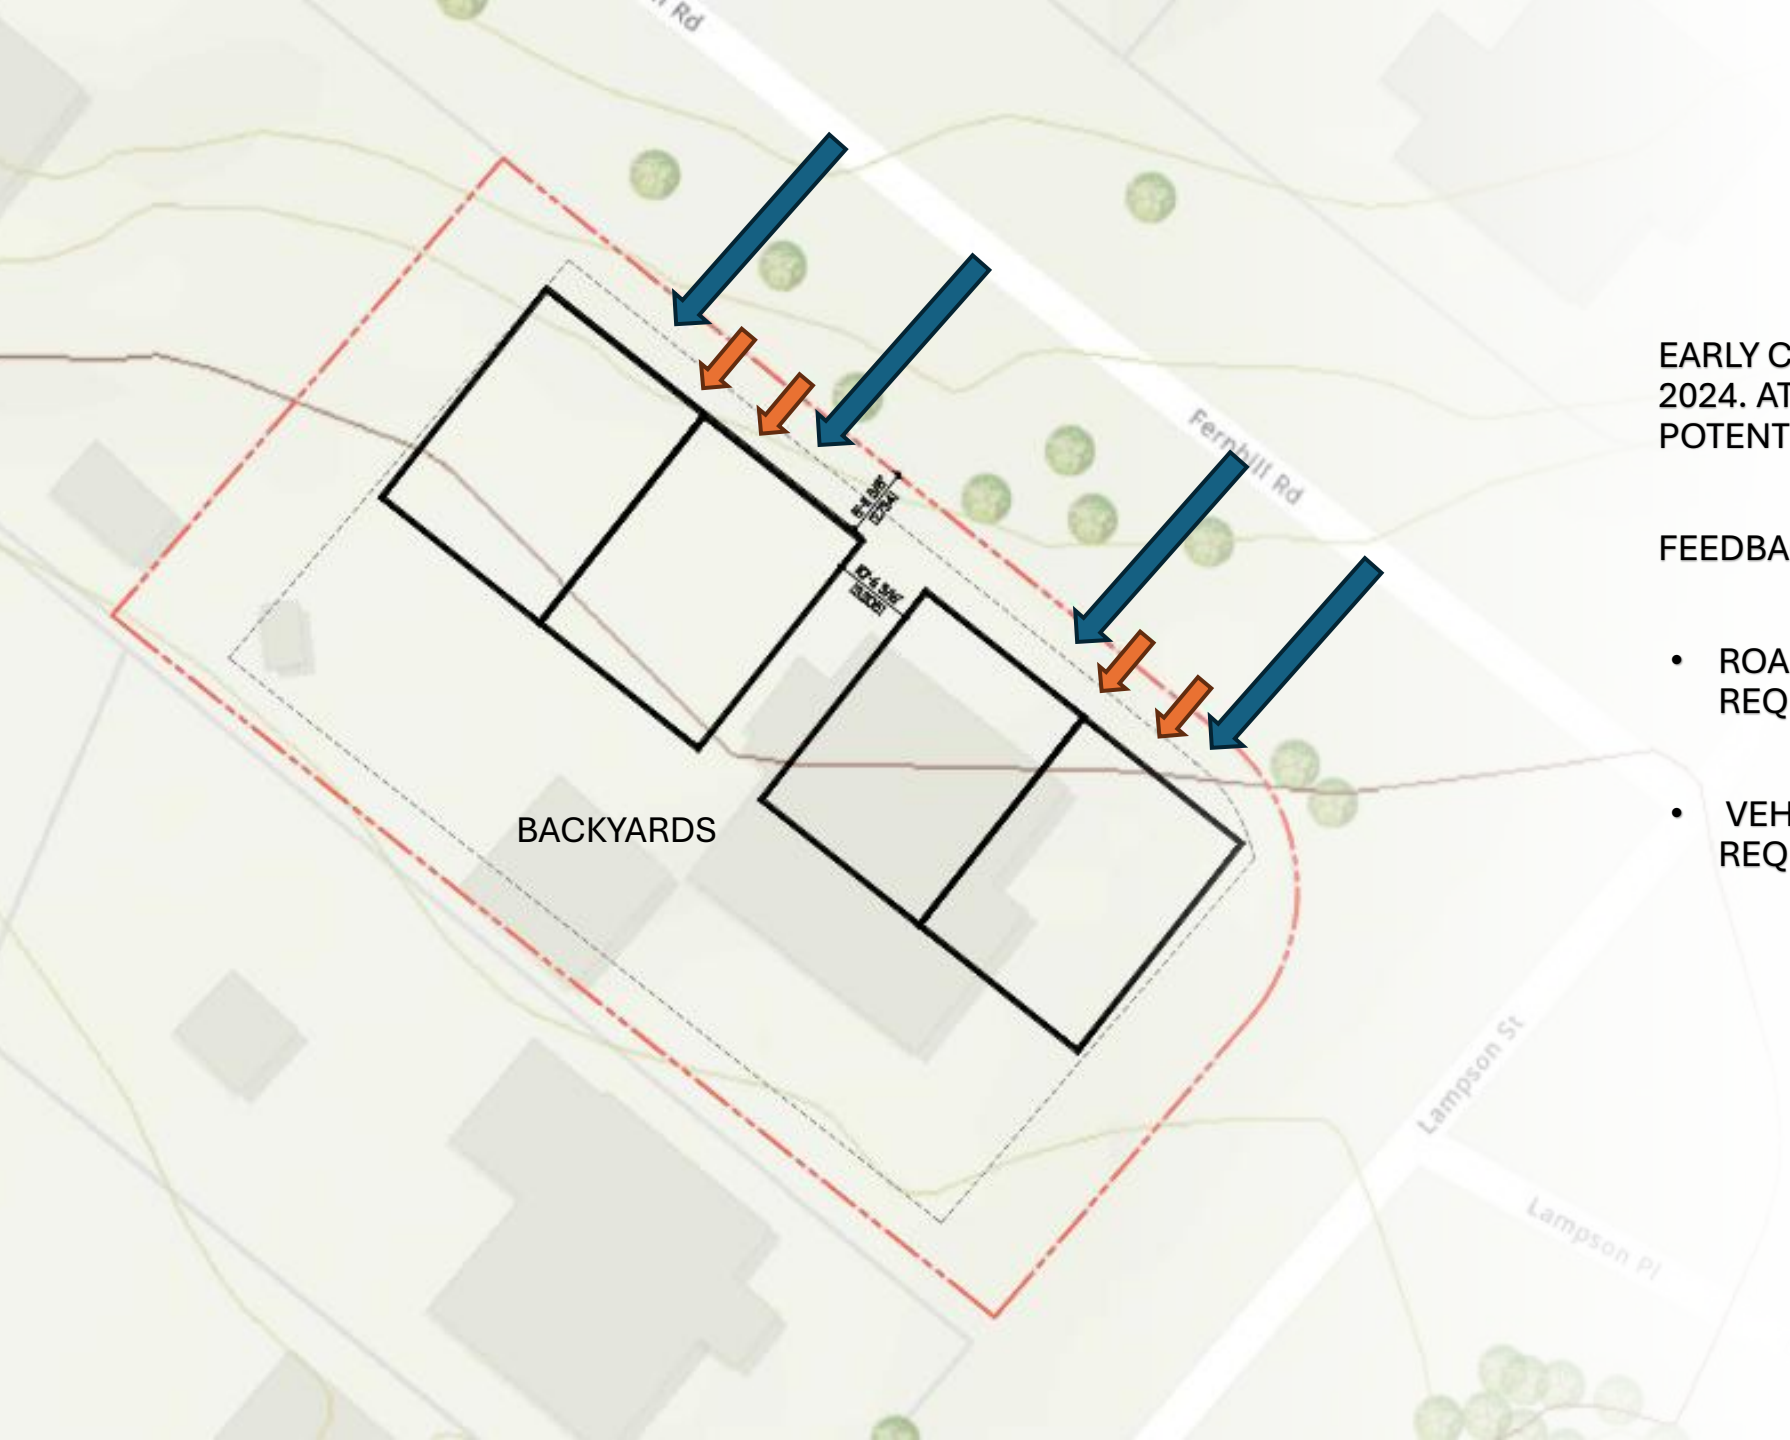 Rd
Fernhill Rd
EARLY C
2024. AT
POTENT
FEEDBA
• ROA
REQ
• VEH
REQ
BACKYARDS
Lampson St
Lampson Pl